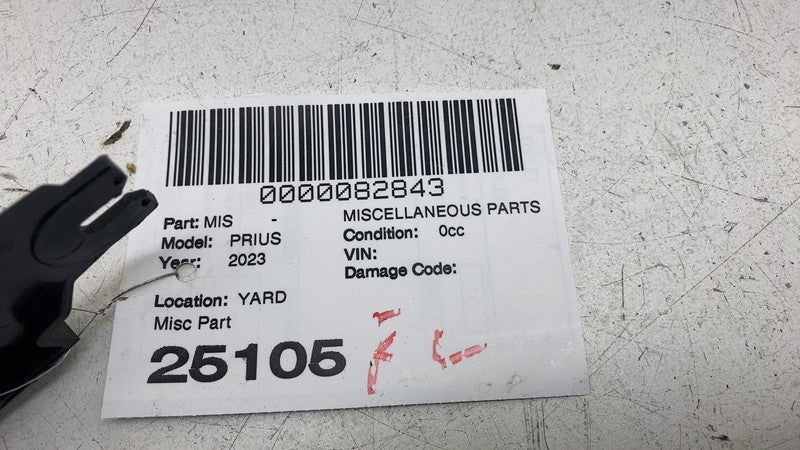 0000082843
Part: MIS - MISCELLANEOUS PARTS
Model: PRIUS Condition: 0cc
Year: 2023 VIN:
Damage Code:
Location: YARD
Misc Part
25105 FL